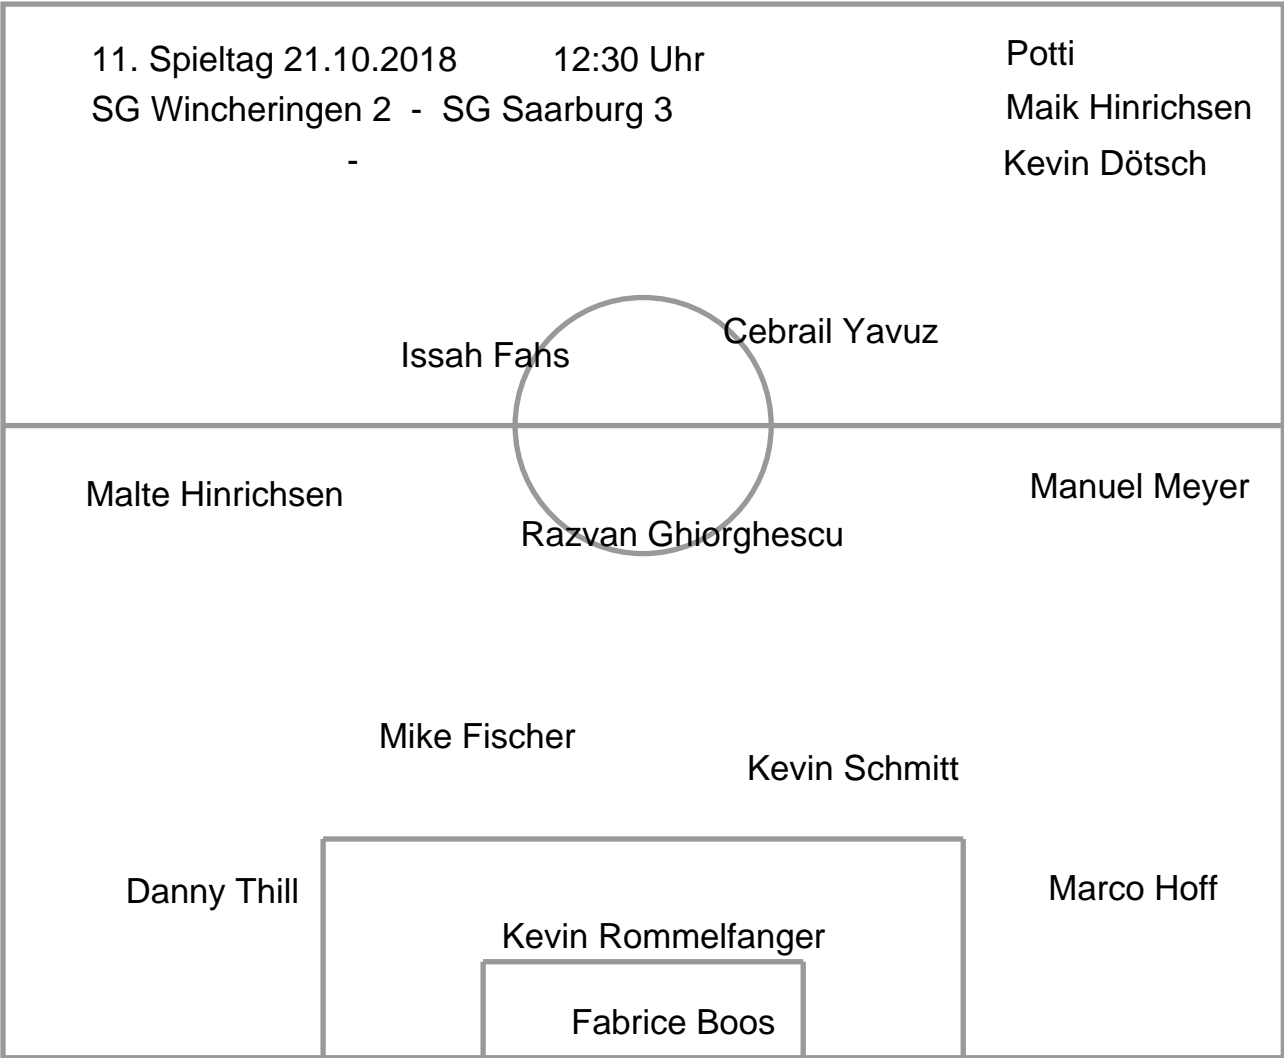 11. Spieltag 21.10.2018 12:30 Uhr
SG Wincheringen 2 - SG Saarburg 3
-
Potti
Maik Hinrichsen
Kevin Dötsch
Cebrail Yavuz
Issah Fahs
Malte Hinrichsen
Manuel Meyer
Razvan Ghiorghescu
Mike Fischer
Kevin Schmitt
Danny Thill
Marco Hoff
Kevin Rommelfanger
Fabrice Boos